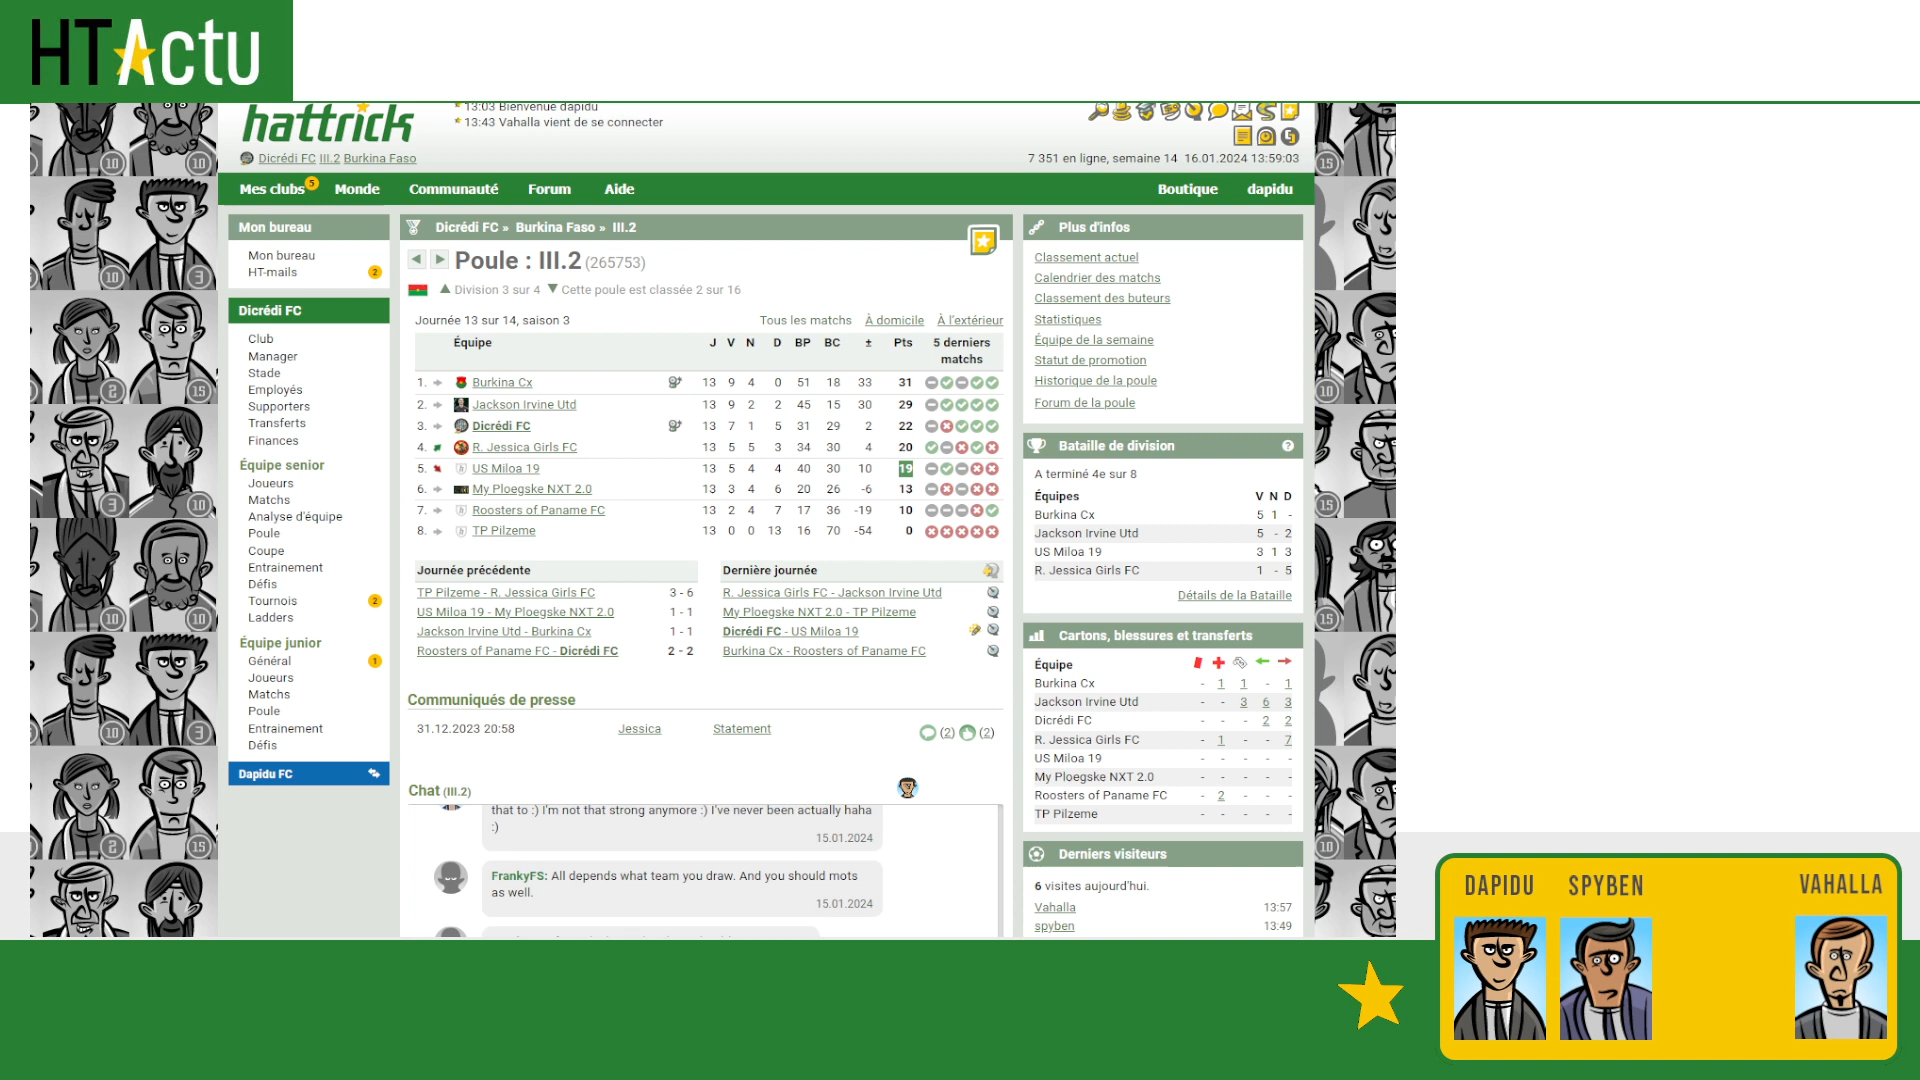 HTActu
hattrick
13:03 Bienvenue dapidu
13:43 Vahalla vient de se connecter
Dicrédi FC III.2 Burkina Faso
7 351 en ligne, semaine 14 16.01.2024 13:59:03
Mes clubs 5 Monde Communauté Forum Aide Boutique dapidu
Mon bureau
Mon bureau
HT-mails 2
Dicrédi FC
Club
Manager
Stade
Employés
Supporters
Transferts
Finances
Équipe senior
Joueurs
Matchs
Analyse d'équipe
Poule
Coupe
Entrainement
Défis
Tournois 2
Ladders
Équipe junior
Général 1
Joueurs
Matchs
Poule
Entrainement
Défis
Dapidu FC
Dicrédi FC » Burkina Faso » III.2
Poule : III.2 (265753)
Division 3 sur 4 Cette poule est classée 2 sur 16
Journée 13 sur 14, saison 3 Tous les matchs À domicile À l'extérieur
Équipe J V N D BP BC ± Pts 5 derniers matchs
1. Burkina Cx 13 9 4 0 51 18 33 31
2. Jackson Irvine Utd 13 9 2 2 45 15 30 29
3. Dicrédi FC 13 7 1 5 31 29 2 22
4. R. Jessica Girls FC 13 5 5 3 34 30 4 20
5. US Miloa 19 13 5 4 4 40 30 10 19
6. My Ploegske NXT 2.0 13 3 4 6 20 26 -6 13
7. Roosters of Paname FC 13 2 4 7 17 36 -19 10
8. TP Pilzeme 13 0 0 13 16 70 -54 0
Journée précédente
TP Pilzeme - R. Jessica Girls FC 3 - 6
US Miloa 19 - My Ploegske NXT 2.0 1 - 1
Jackson Irvine Utd - Burkina Cx 1 - 1
Roosters of Paname FC - Dicrédi FC 2 - 2
Dernière journée
R. Jessica Girls FC - Jackson Irvine Utd
My Ploegske NXT 2.0 - TP Pilzeme
Dicrédi FC - US Miloa 19
Burkina Cx - Roosters of Paname FC
Communiqués de presse
31.12.2023 20:58 Jessica Statement (2) (2)
Chat (III.2)
that to :) I'm not that strong anymore :) I've never been actually haha
:)
15.01.2024
FrankyFS: All depends what team you draw. And you should mots
as well.
15.01.2024
Plus d'infos
Classement actuel
Calendrier des matchs
Classement des buteurs
Statistiques
Équipe de la semaine
Statut de promotion
Historique de la poule
Forum de la poule
Bataille de division ?
A terminé 4e sur 8
Équipes V N D
Burkina Cx 5 1 -
Jackson Irvine Utd 5 - 2
US Miloa 19 3 1 3
R. Jessica Girls FC 1 - 5
Détails de la Bataille
Cartons, blessures et transferts
Équipe
Burkina Cx - 1 1 - 1
Jackson Irvine Utd - - 3 6 3
Dicrédi FC - - - 2 2
R. Jessica Girls FC - 1 - - 7
US Miloa 19 - - - - -
My Ploegske NXT 2.0 - - - - -
Roosters of Paname FC - 2 - - -
TP Pilzeme - - - - -
Derniers visiteurs
6 visites aujourd'hui.
Vahalla 13:57
spyben 13:49
DAPIDU SPYBEN VAHALLA